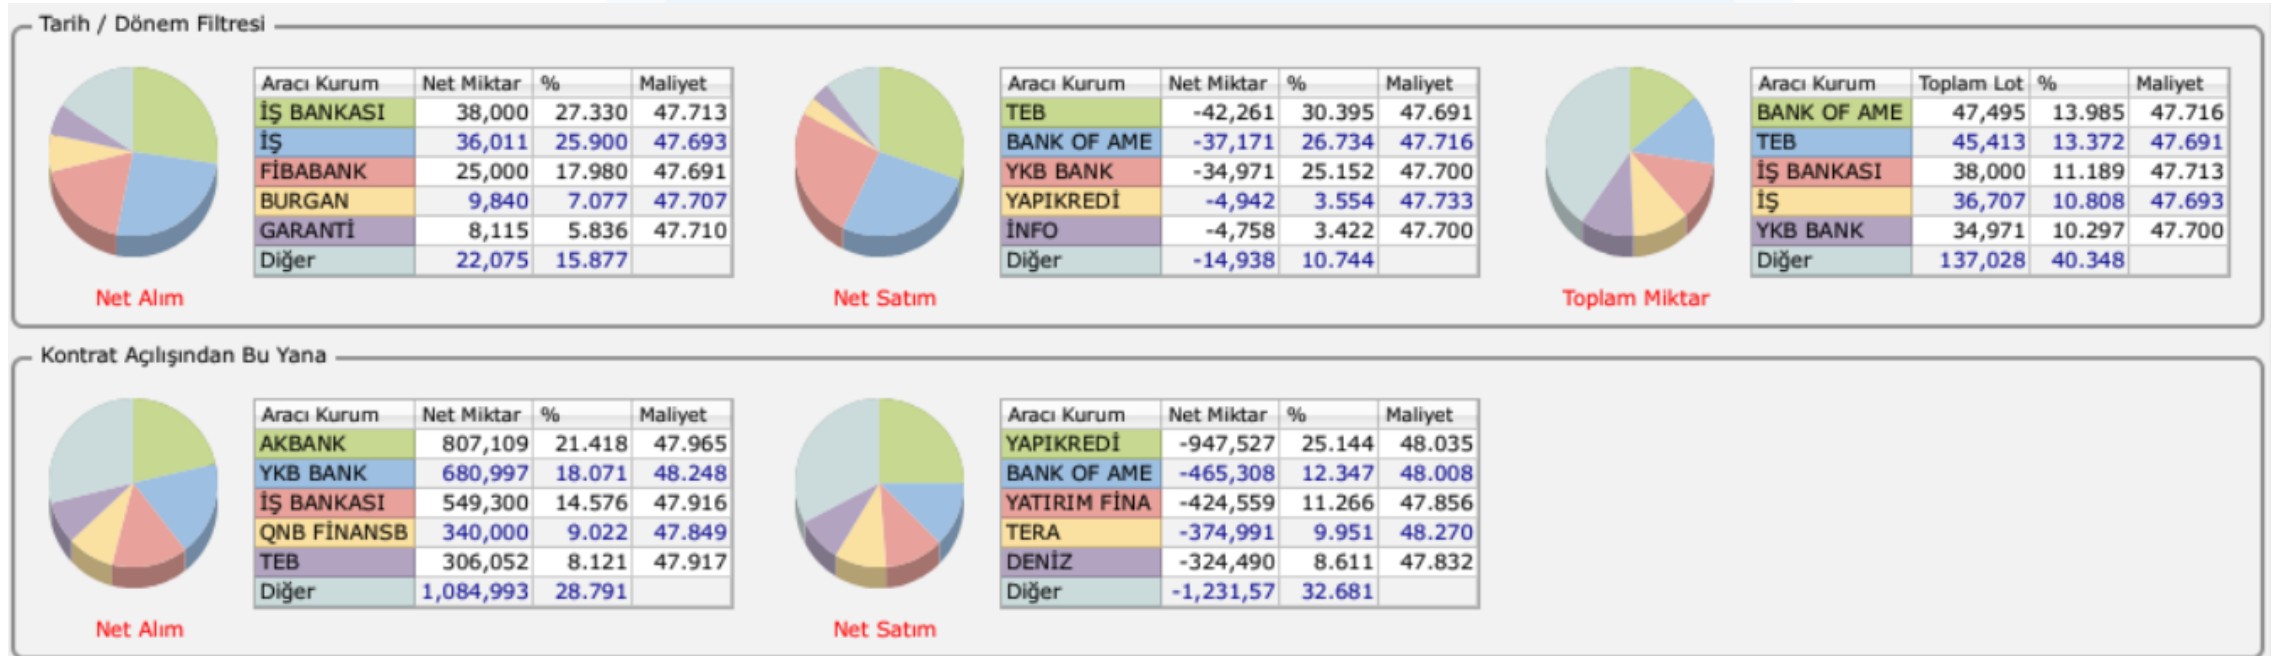 Tarih / Dönem Filtresi
Aracı Kurum Net Miktar % Maliyet
İŞ BANKASI 38,000 27.330 47.713
İŞ 36,011 25.900 47.693
FİBABANK 25,000 17.980 47.691
BURGAN 9,840 7.077 47.707
GARANTİ 8,115 5.836 47.710
Diğer 22,075 15.877
Net Alım
Aracı Kurum Net Miktar % Maliyet
TEB -42,261 30.395 47.691
BANK OF AME -37,171 26.734 47.716
YKB BANK -34,971 25.152 47.700
YAPIKREDİ -4,942 3.554 47.733
İNFO -4,758 3.422 47.700
Diğer -14,938 10.744
Net Satım
Aracı Kurum Toplam Lot % Maliyet
BANK OF AME 47,495 13.985 47.716
TEB 45,413 13.372 47.691
İŞ BANKASI 38,000 11.189 47.713
İŞ 36,707 10.808 47.693
YKB BANK 34,971 10.297 47.700
Diğer 137,028 40.348
Toplam Miktar
Kontrat Açılışından Bu Yana
Aracı Kurum Net Miktar % Maliyet
AKBANK 807,109 21.418 47.965
YKB BANK 680,997 18.071 48.248
İŞ BANKASI 549,300 14.576 47.916
QNB FİNANSB 340,000 9.022 47.849
TEB 306,052 8.121 47.917
Diğer 1,084,993 28.791
Net Alım
Aracı Kurum Net Miktar % Maliyet
YAPIKREDİ -947,527 25.144 48.035
BANK OF AME -465,308 12.347 48.008
YATIRIM FİNA -424,559 11.266 47.856
TERA -374,991 9.951 48.270
DENİZ -324,490 8.611 47.832
Diğer -1,231,57 32.681
Net Satım